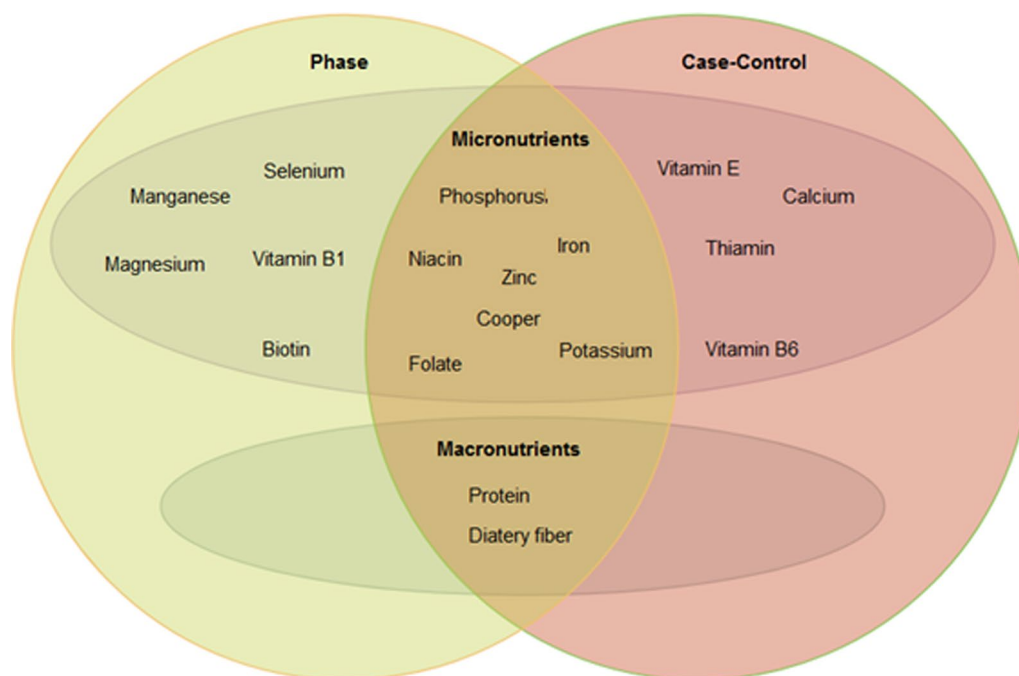 Phase
Case-Control
Micronutrients
Selenium
Manganese
Magnesium
Vitamin B1
Biotin
Phosphorus
Niacin
Iron
Zinc
Cooper
Folate
Potassium
Vitamin E
Calcium
Thiamin
Vitamin B6
Macronutrients
Protein
Diatery fiber